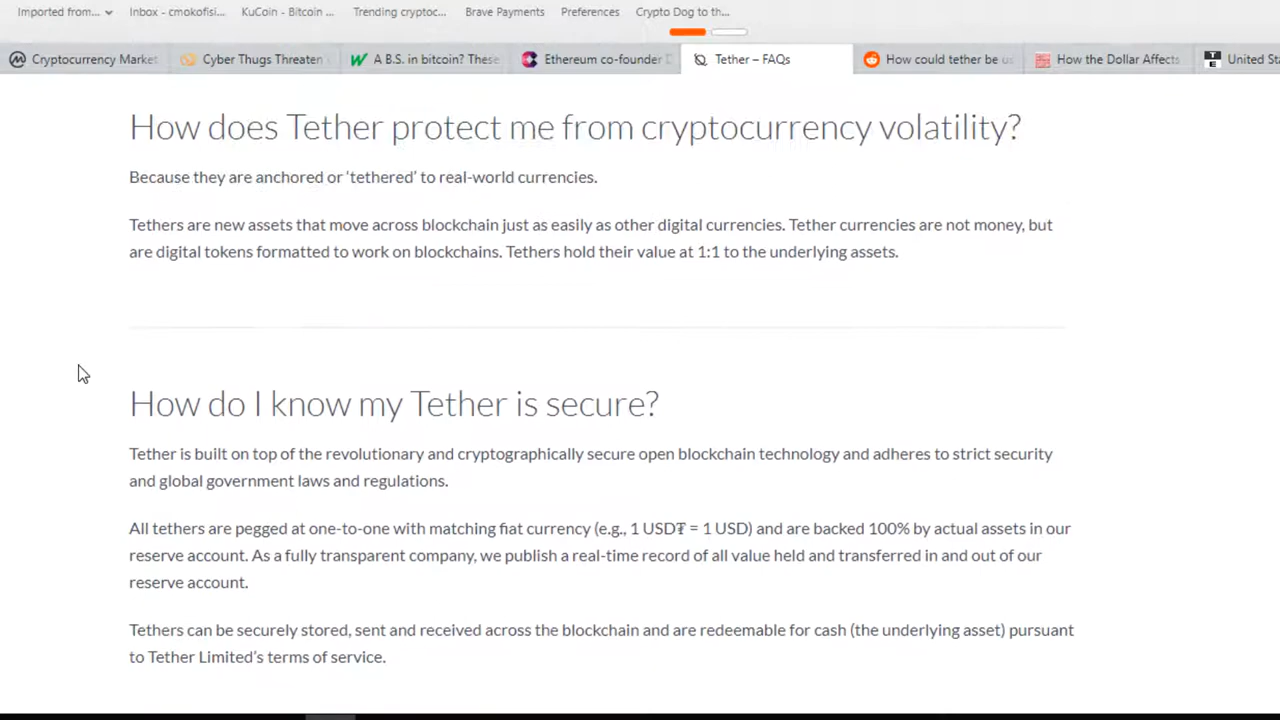 Imported from... Inbox - cmokofisi... KuCoin - Bitcoin ... Trending cryptoc... Brave Payments Preferences Crypto Dog to th...
Cryptocurrency Market Cyber Thugs Threaten A B.S. in bitcoin? These Ethereum co-founder Tether – FAQs How could tether be us How the Dollar Affects United Sta
How does Tether protect me from cryptocurrency volatility?
Because they are anchored or 'tethered' to real-world currencies.
Tethers are new assets that move across blockchain just as easily as other digital currencies. Tether currencies are not money, but
are digital tokens formatted to work on blockchains. Tethers hold their value at 1:1 to the underlying assets.
How do I know my Tether is secure?
Tether is built on top of the revolutionary and cryptographically secure open blockchain technology and adheres to strict security
and global government laws and regulations.
All tethers are pegged at one-to-one with matching fiat currency (e.g., 1 USD₮ = 1 USD) and are backed 100% by actual assets in our
reserve account. As a fully transparent company, we publish a real-time record of all value held and transferred in and out of our
reserve account.
Tethers can be securely stored, sent and received across the blockchain and are redeemable for cash (the underlying asset) pursuant
to Tether Limited's terms of service.